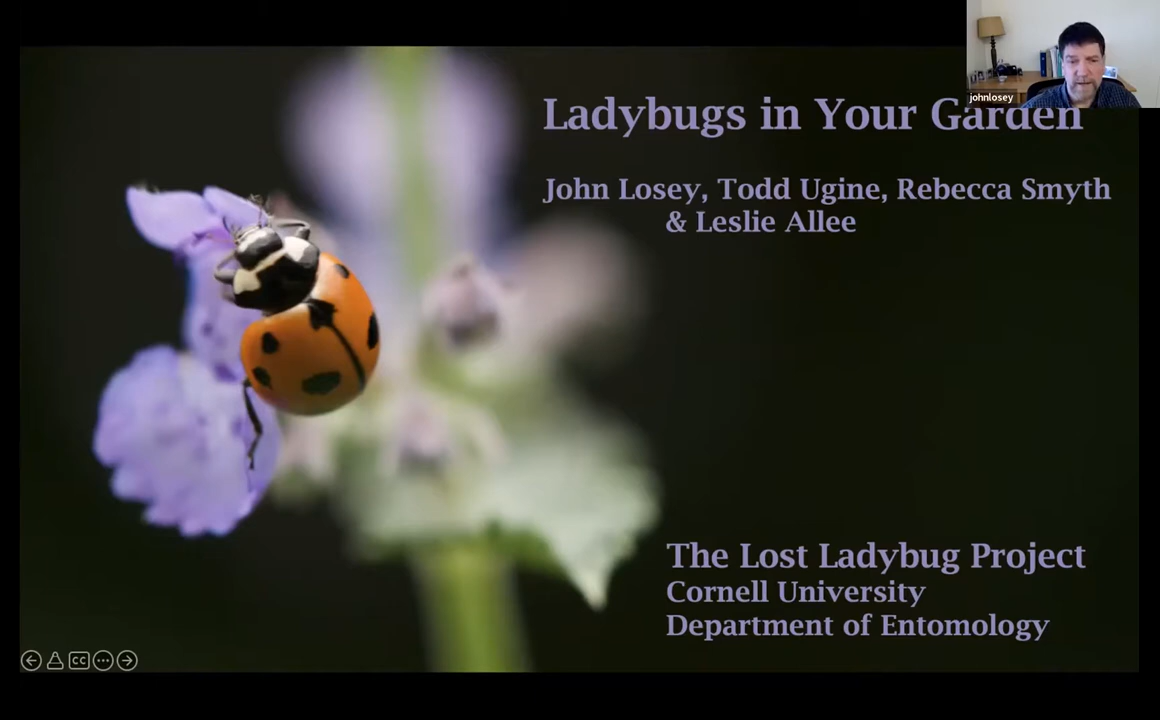 johnlosey
Ladybugs in Your Garden
John Losey, Todd Ugine, Rebecca Smyth
& Leslie Allee
The Lost Ladybug Project
Cornell University
Department of Entomology
CC